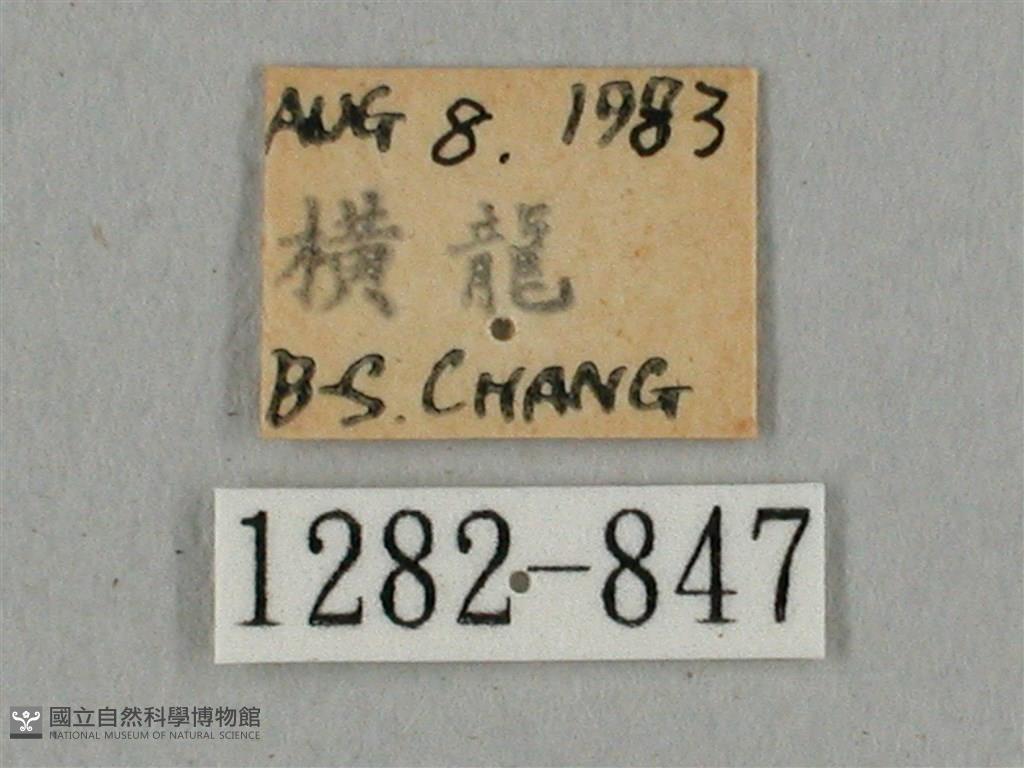 AUG 8. 1983
橫龍
B-S. CHANG
1282-847
國立自然科學博物館
NATIONAL MUSEUM OF NATURAL SCIENCE